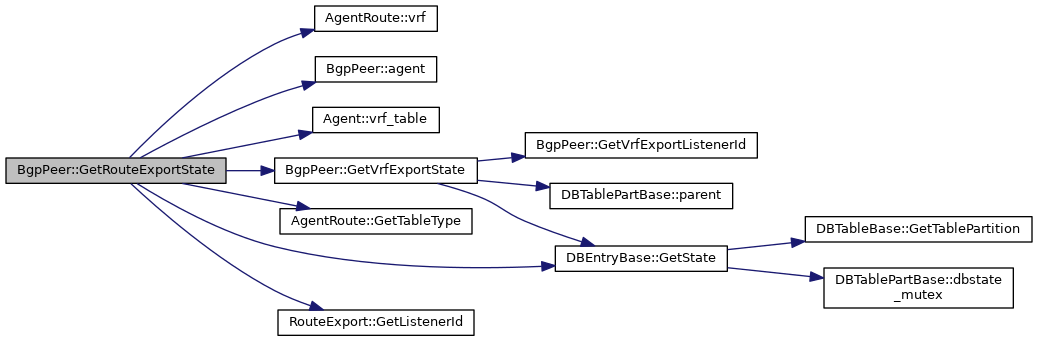 AgentRoute::vrf
BgpPeer::agent
Agent::vrf_table
BgpPeer::GetVrfExportListenerId
BgpPeer::GetRouteExportState
BgpPeer::GetVrfExportState
DBTablePartBase::parent
AgentRoute::GetTableType
DBTableBase::GetTablePartition
DBEntryBase::GetState
DBTablePartBase::dbstate
_mutex
RouteExport::GetListenerId